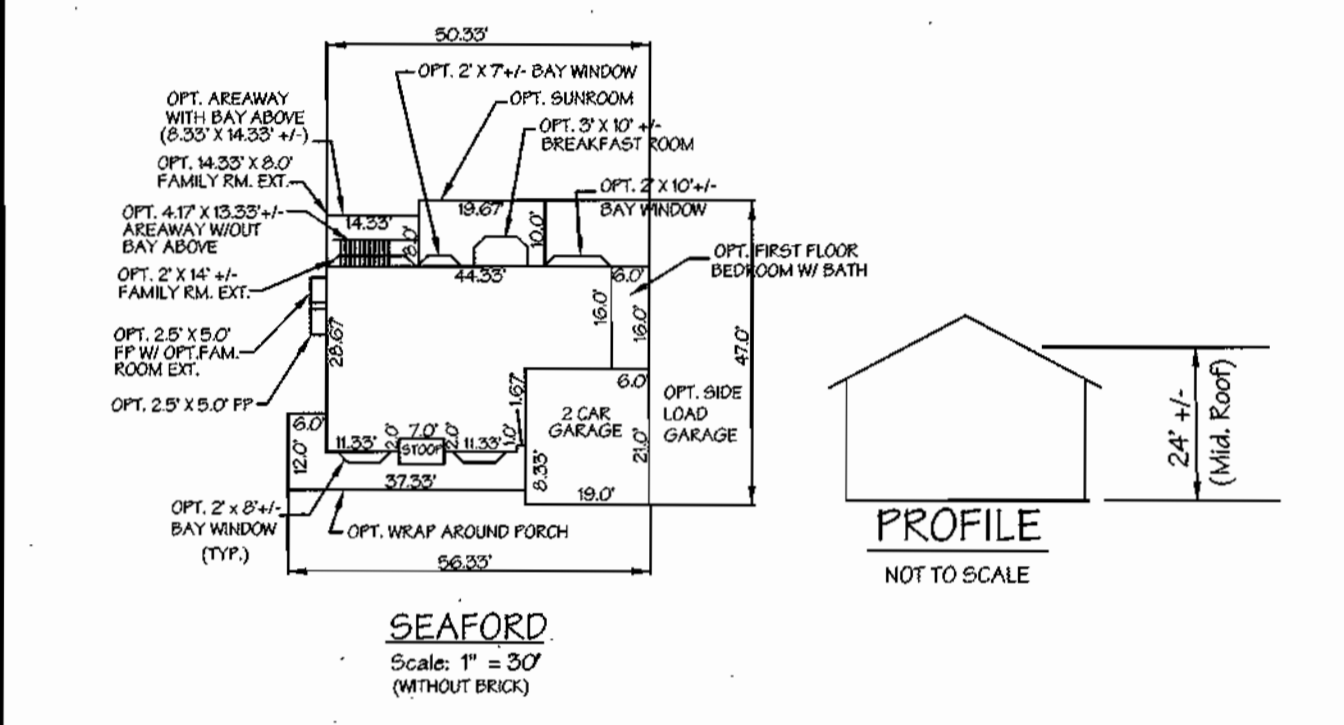 50.33'
OPT. 2' X 7'+/- BAY WINDOW
OPT. AREAWAY
WITH BAY ABOVE
(8.33' X 14.33' +/-)
OPT. SUNROOM
OPT. 3' X 10' +/-
BREAKFAST ROOM
OPT. 14.33' X 8.0'
FAMILY RM. EXT.
OPT. 2' X 10'+/-
BAY WINDOW
OPT. 4.17' X 13.33'+/-
AREAWAY W/OUT
BAY ABOVE
14.33'
8.0'
19.67'
10.0'
OPT. FIRST FLOOR
BEDROOM W/ BATH
OPT. 2' X 14' +/-
FAMILY RM. EXT.
44.33'
6.0'
16.0'
16.0'
OPT. 2.5' X 5.0'
FP W/ OPT.FAM.
ROOM EXT.
28.67'
47.0'
OPT. 2.5' X 5.0' FP
1.67'
6.0'
OPT. SIDE
LOAD
GARAGE
2 CAR
GARAGE
6.0'
12.0'
11.33'
2.0'
7.0'
STOOP
2.0'
11.33'
1.0'
8.33'
21.0'
37.33'
19.0'
OPT. 2' x 8'+/-
BAY WINDOW
(TYP.)
OPT. WRAP AROUND PORCH
56.33'
SEAFORD
Scale: 1" = 30'
(WITHOUT BRICK)
24' +/-
(Mid. Roof)
PROFILE
NOT TO SCALE